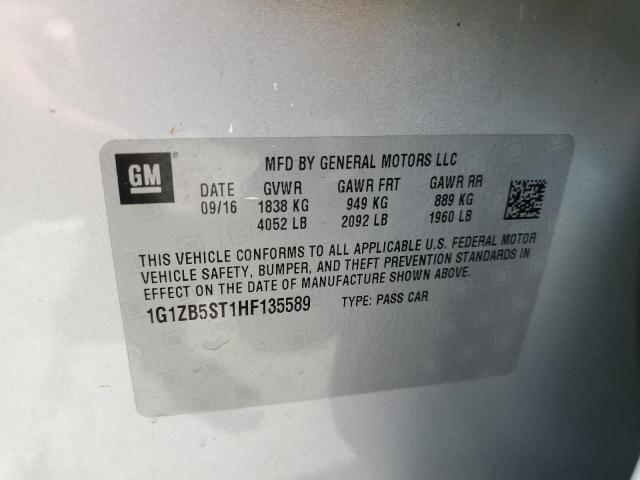 GM
MFD BY GENERAL MOTORS LLC
DATE GVWR GAWR FRT GAWR RR
09/16 1838 KG 949 KG 889 KG
4052 LB 2092 LB 1960 LB
THIS VEHICLE CONFORMS TO ALL APPLICABLE U.S. FEDERAL MOTOR
VEHICLE SAFETY, BUMPER, AND THEFT PREVENTION STANDARDS IN
EFFECT ON THE DATE OF MANUFACTURE SHOWN ABOVE.
1G1ZB5ST1HF135589 TYPE: PASS CAR